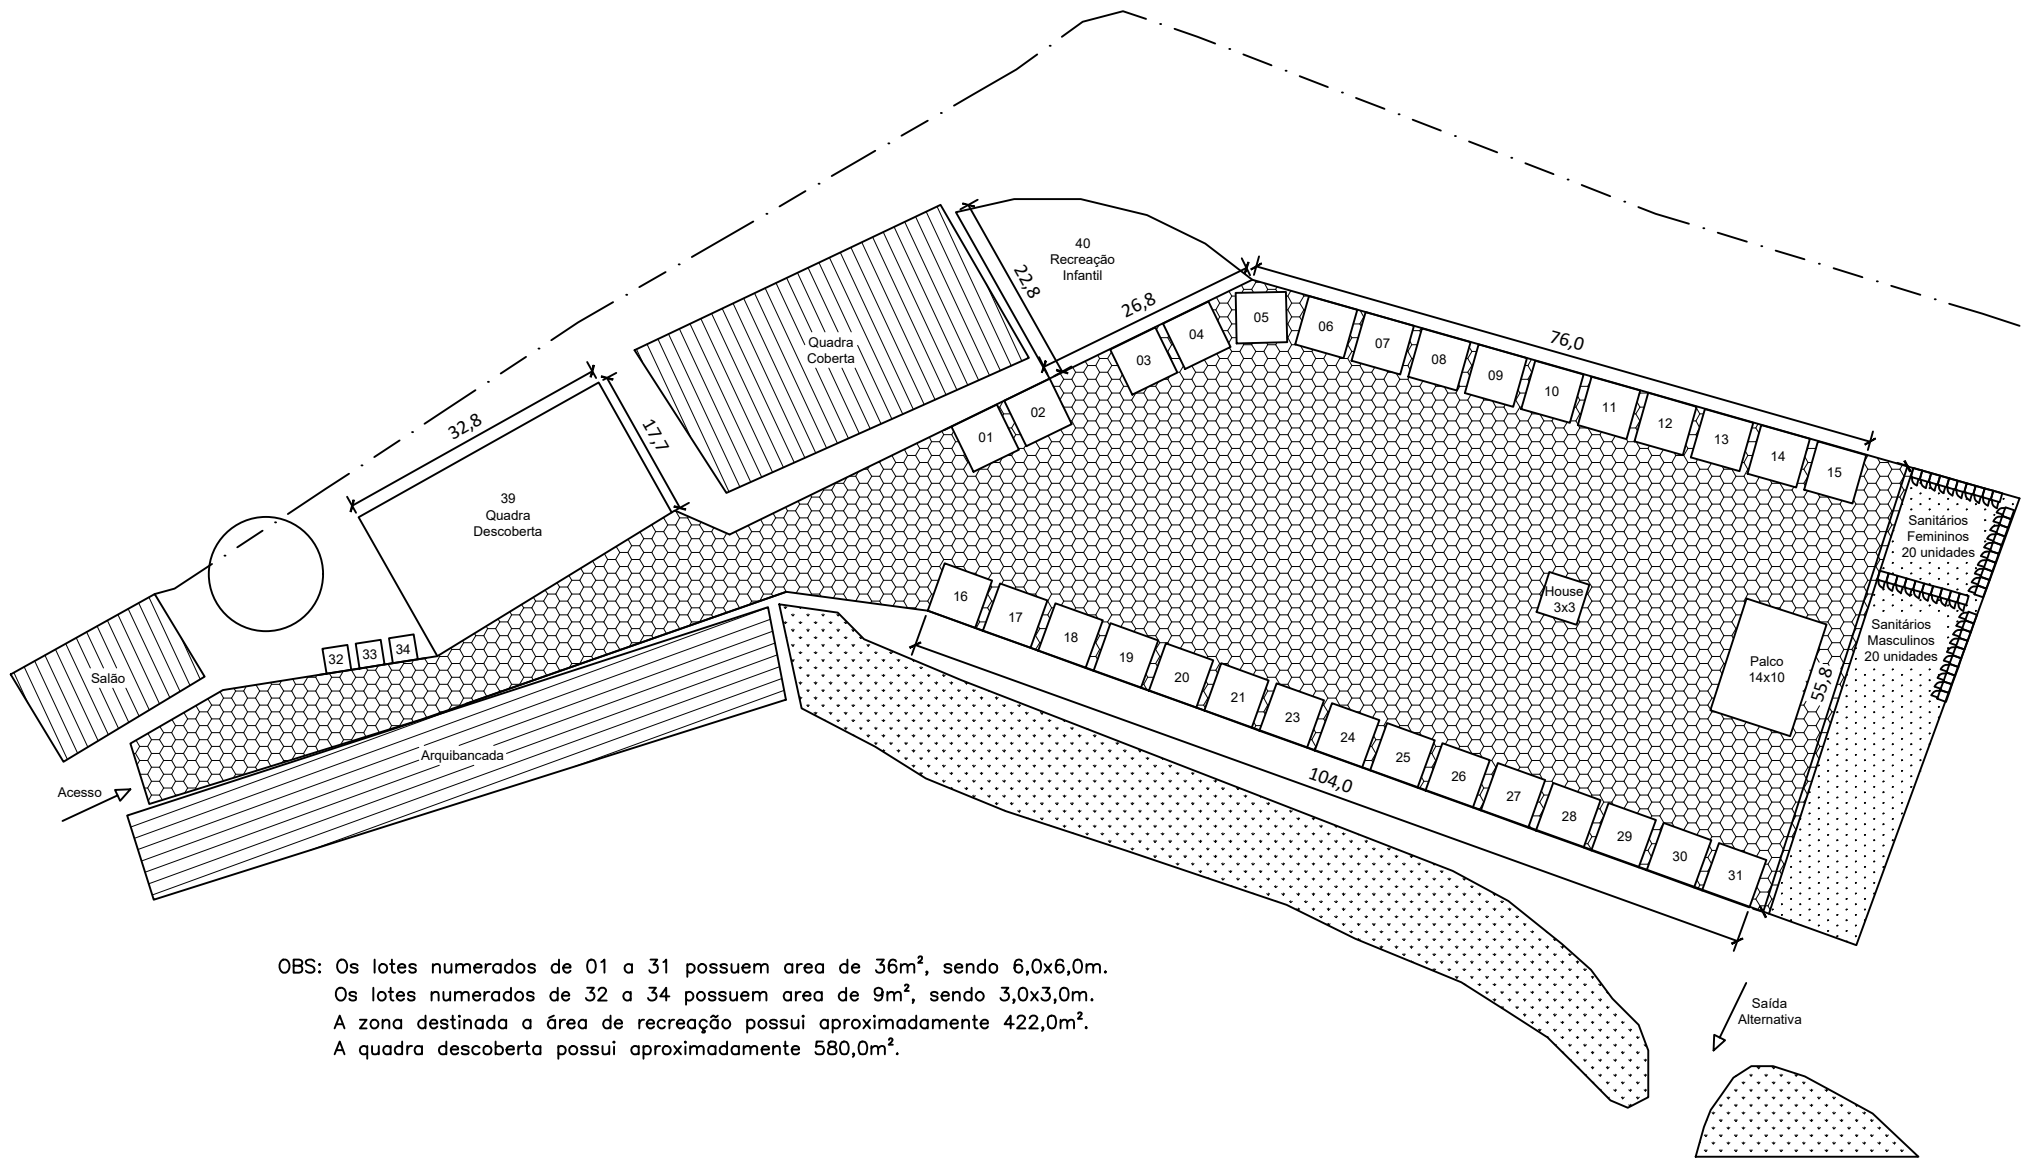 40
Recreação
Infantil
22,8
26,8
76,0
Quadra
Coberta
32,8
17,7
39
Quadra
Descoberta
01
02
03
04
05
06
07
08
09
10
11
12
13
14
15
Sanitários
Femininos
20 unidades
Sanitários
Masculinos
20 unidades
House
3x3
Palco
14x10
55,8
16
17
18
19
20
21
23
24
25
26
27
28
29
30
31
104,0
32
33
34
Salão
Arquibancada
Acesso
OBS: Os lotes numerados de 01 a 31 possuem area de 36m², sendo 6,0x6,0m.
Os lotes numerados de 32 a 34 possuem area de 9m², sendo 3,0x3,0m.
A zona destinada a área de recreação possui aproximadamente 422,0m².
A quadra descoberta possui aproximadamente 580,0m².
Saída
Alternativa